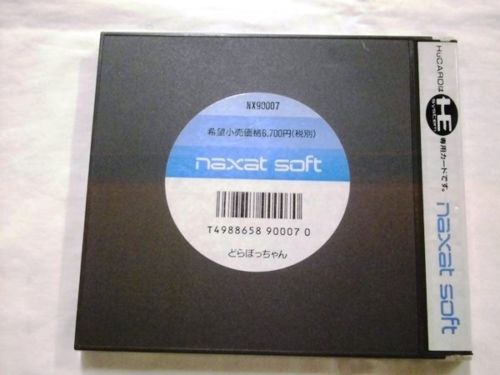 NX90007
希望小売価格6,700円(税別)
naxat soft
T4988658 90007 0
どらぼっちゃん
HuCARDは
HE
SYSTEM
専用カードです。
naxat soft